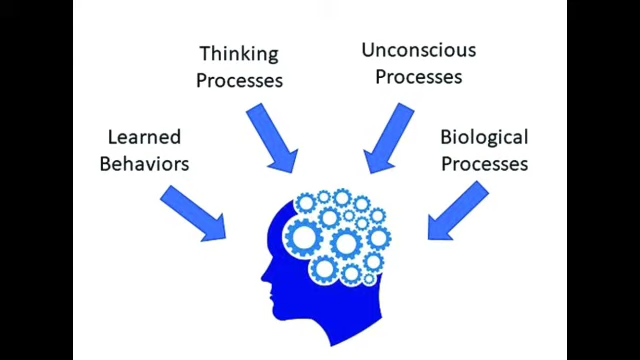 Thinking
Processes
Unconscious
Processes
Learned
Behaviors
Biological
Processes